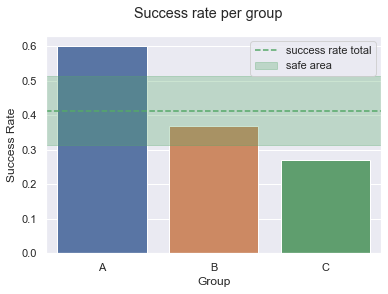 Success rate per group
success rate total
safe area
Success Rate
0.6
0.5
0.4
0.3
0.2
0.1
0.0
A B C
Group